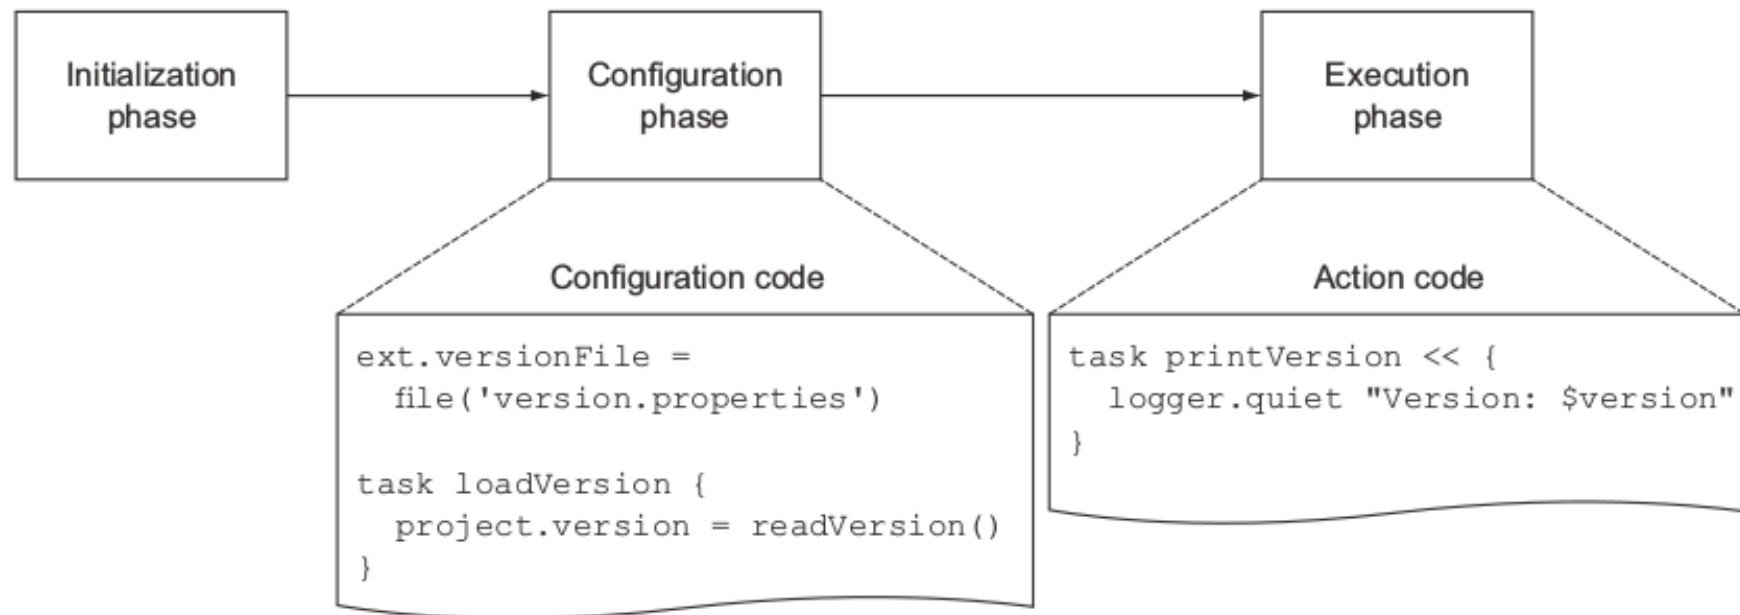 Initialization
phase
Configuration
phase
Execution
phase
Configuration code
Action code
ext.versionFile =
  file('version.properties')

task loadVersion {
  project.version = readVersion()
}
task printVersion << {
  logger.quiet "Version: $version"
}